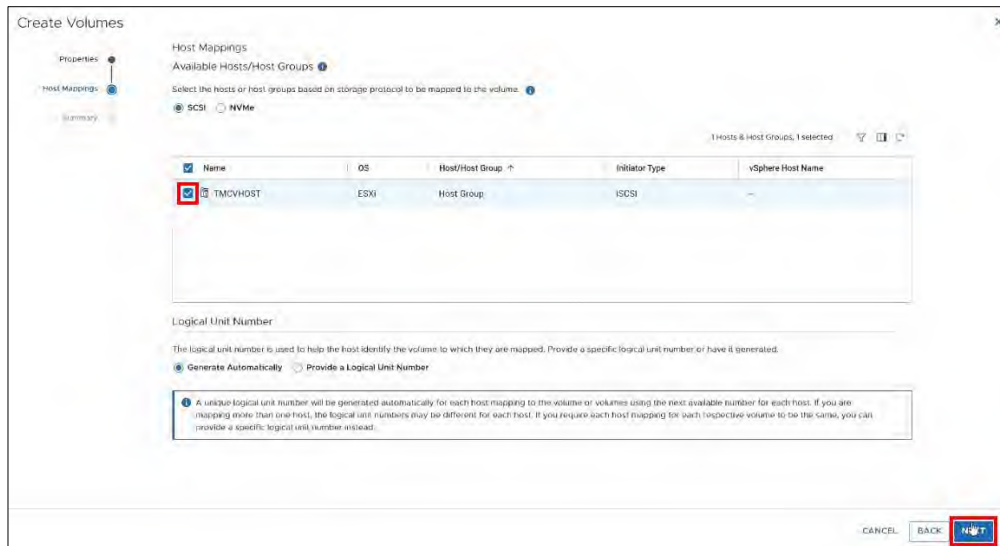 Create Volumes
Properties
Host Mappings
Summary
Host Mappings
Available Hosts/Host Groups
Select the hosts or host groups based on storage protocol to be mapped to the volume.
SCSI NVMe
1 Hosts & Host Groups, 1 selected
Name OS Host/Host Group ↑ Initiator Type vSphere Host Name
TMCVHOST ESXi Host Group iSCSI --
Logical Unit Number
The logical unit number is used to help the host identify the volume to which they are mapped. Provide a specific logical unit number or have it generated.
Generate Automatically Provide a Logical Unit Number
A unique logical unit number will be generated automatically for each host mapping to the volume or volumes using the next available number for each host. If you are
mapping more than one host, the logical unit numbers may be different for each host. If you require each host mapping for each respective volume to be the same, you can
provide a specific logical unit number instead.
CANCEL BACK NEXT